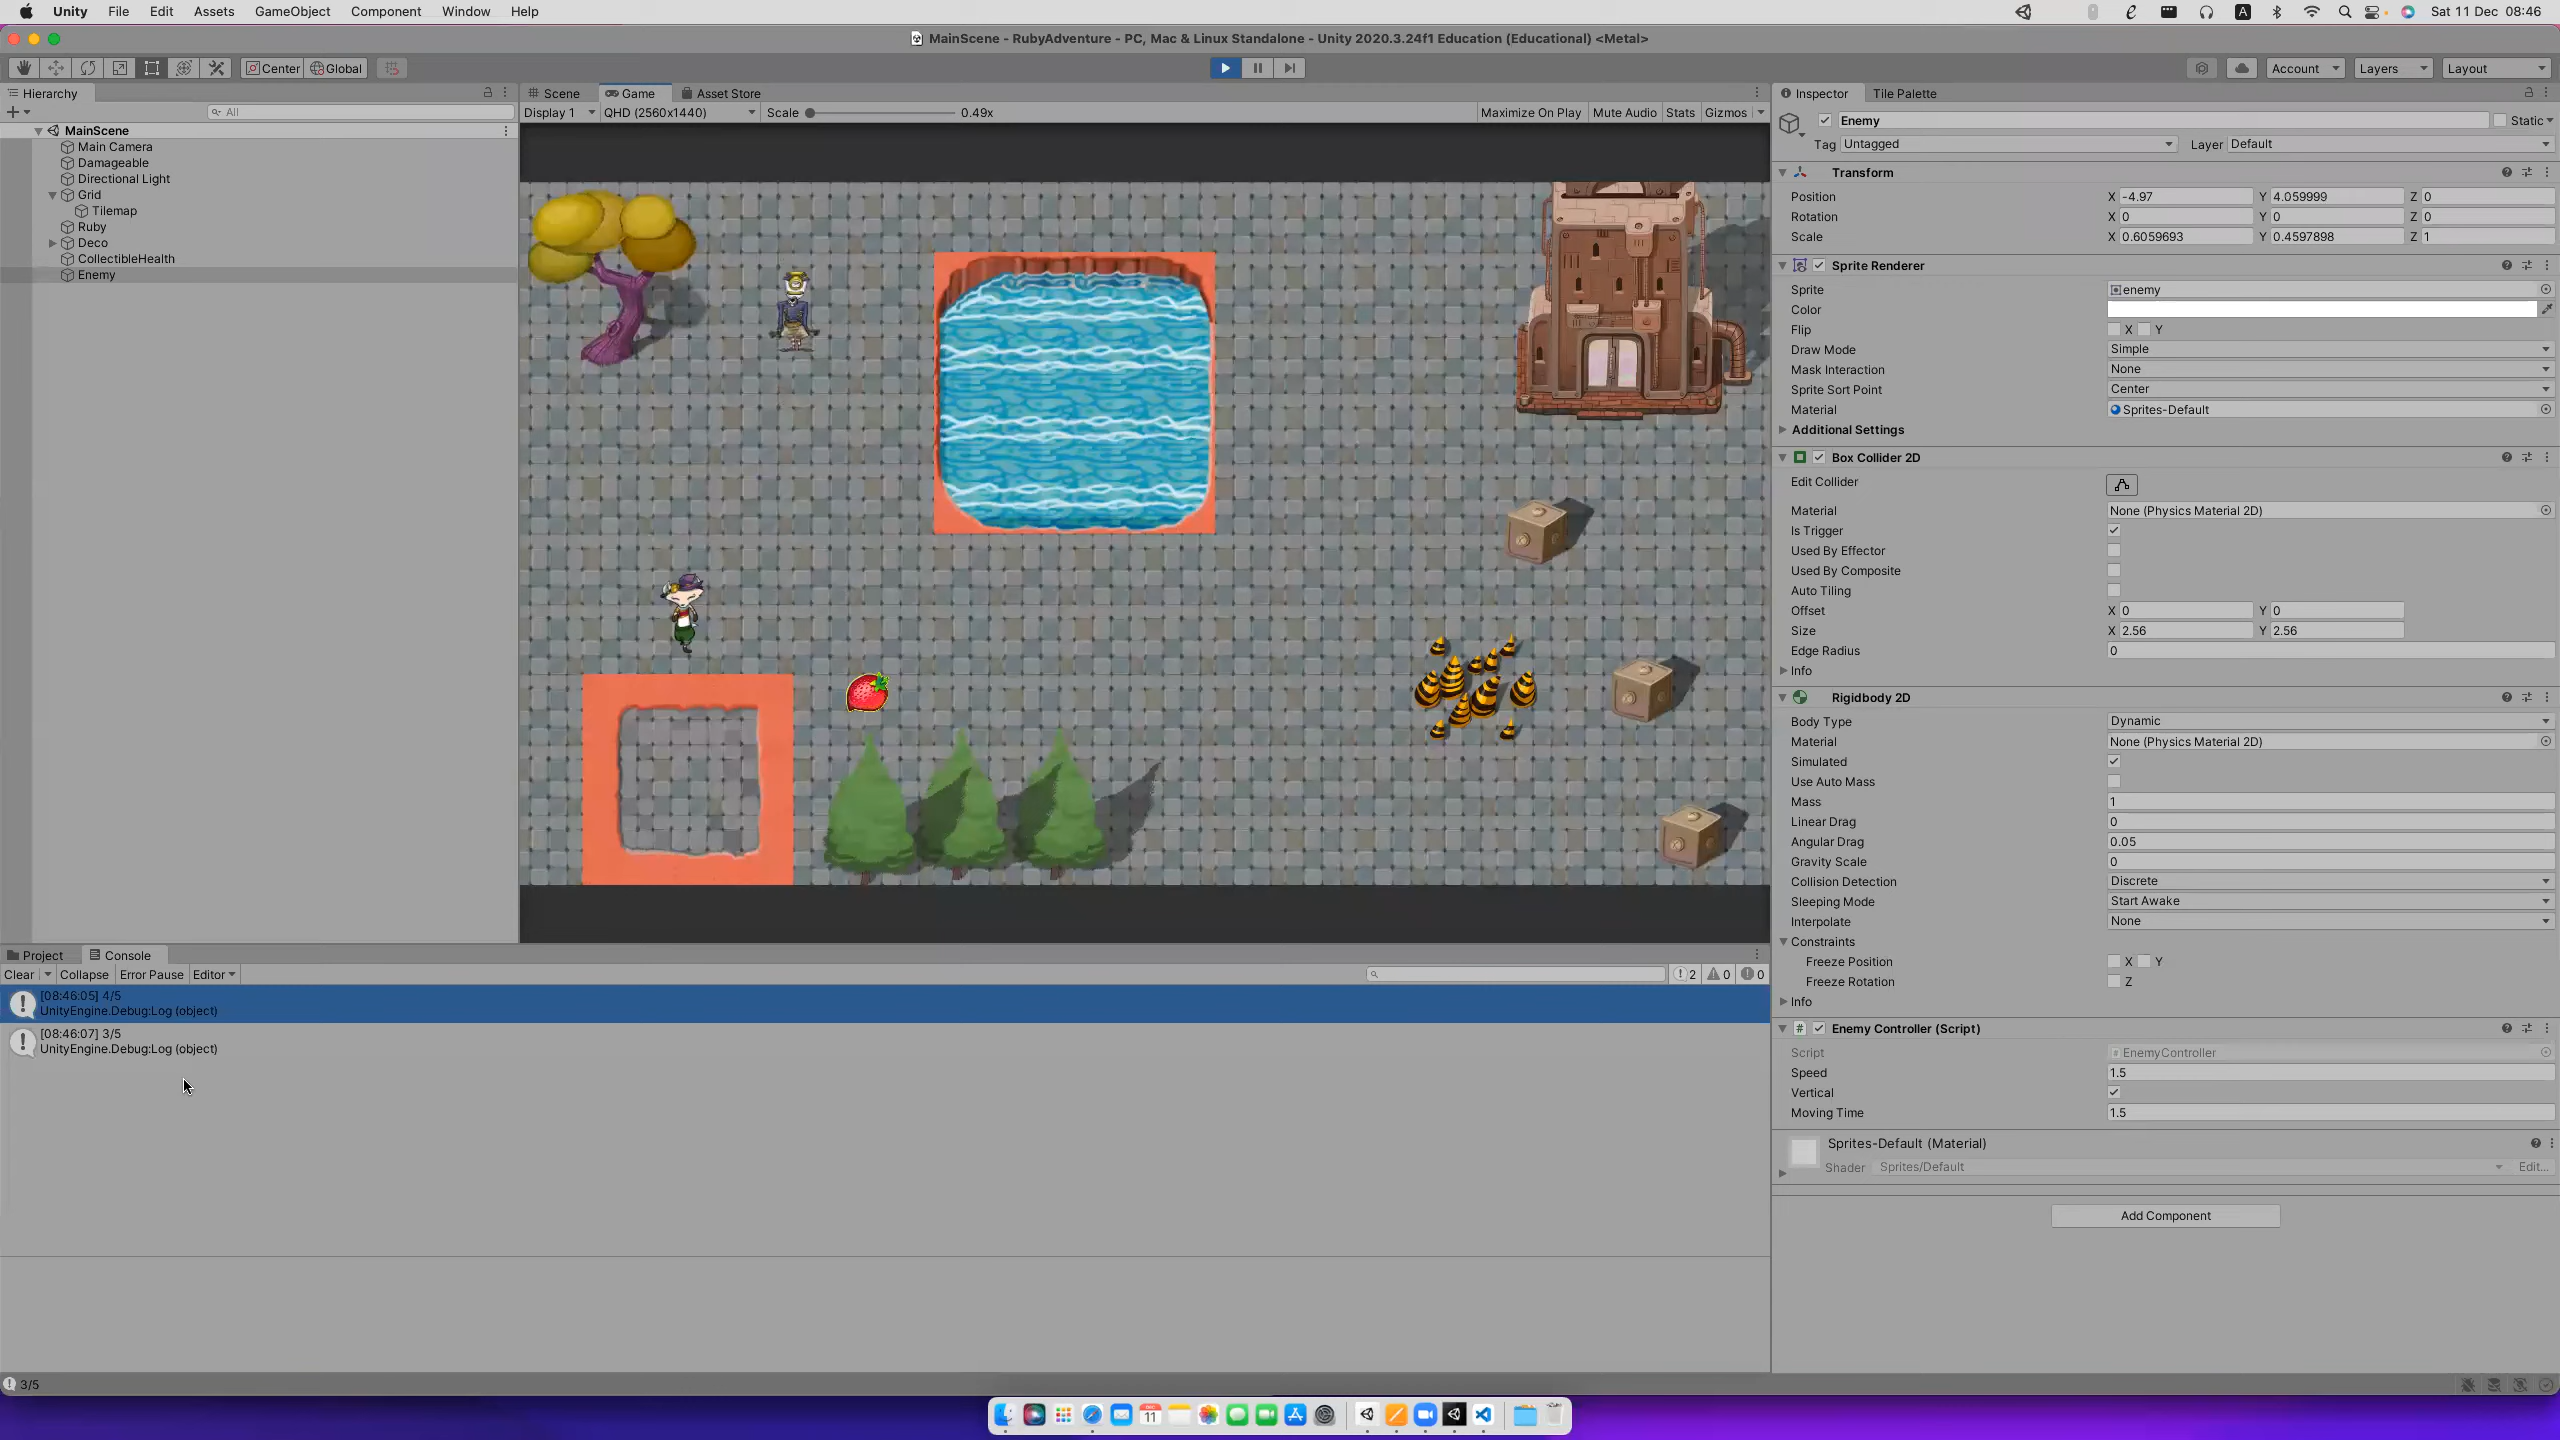 Unity File Edit Assets GameObject Component Window Help
A Sat 11 Dec 08:46
MainScene - RubyAdventure - PC, Mac & Linux Standalone - Unity 2020.3.24f1 Education (Educational) <Metal>
Center Global
Account Layers Layout
Hierarchy
All
MainScene
Main Camera
Damageable
Directional Light
Grid
Tilemap
Ruby
Deco
CollectibleHealth
Enemy
Scene Game Asset Store
Display 1 QHD (2560x1440) Scale 0.49x Maximize On Play Mute Audio Stats Gizmos
Project Console
Clear Collapse Error Pause Editor 2 0 0
[08:46:05] 4/5
UnityEngine.Debug:Log (object)
[08:46:07] 3/5
UnityEngine.Debug:Log (object)
3/5
Inspector Tile Palette
Enemy Static
Tag Untagged Layer Default
Transform
Position X -4.97 Y 4.059999 Z 0
Rotation X 0 Y 0 Z 0
Scale X 0.6059693 Y 0.4597898 Z 1
Sprite Renderer
Sprite enemy
Color
Flip X Y
Draw Mode Simple
Mask Interaction None
Sprite Sort Point Center
Material Sprites-Default
Additional Settings
Box Collider 2D
Edit Collider
Material None (Physics Material 2D)
Is Trigger
Used By Effector
Used By Composite
Auto Tiling
Offset X 0 Y 0
Size X 2.56 Y 2.56
Edge Radius 0
Info
Rigidbody 2D
Body Type Dynamic
Material None (Physics Material 2D)
Simulated
Use Auto Mass
Mass 1
Linear Drag 0
Angular Drag 0.05
Gravity Scale 0
Collision Detection Discrete
Sleeping Mode Start Awake
Interpolate None
Constraints
Freeze Position X Y
Freeze Rotation Z
Info
# Enemy Controller (Script)
Script # EnemyController
Speed 1.5
Vertical
Moving Time 1.5
Sprites-Default (Material)
Shader Sprites/Default Edit...
Add Component
11